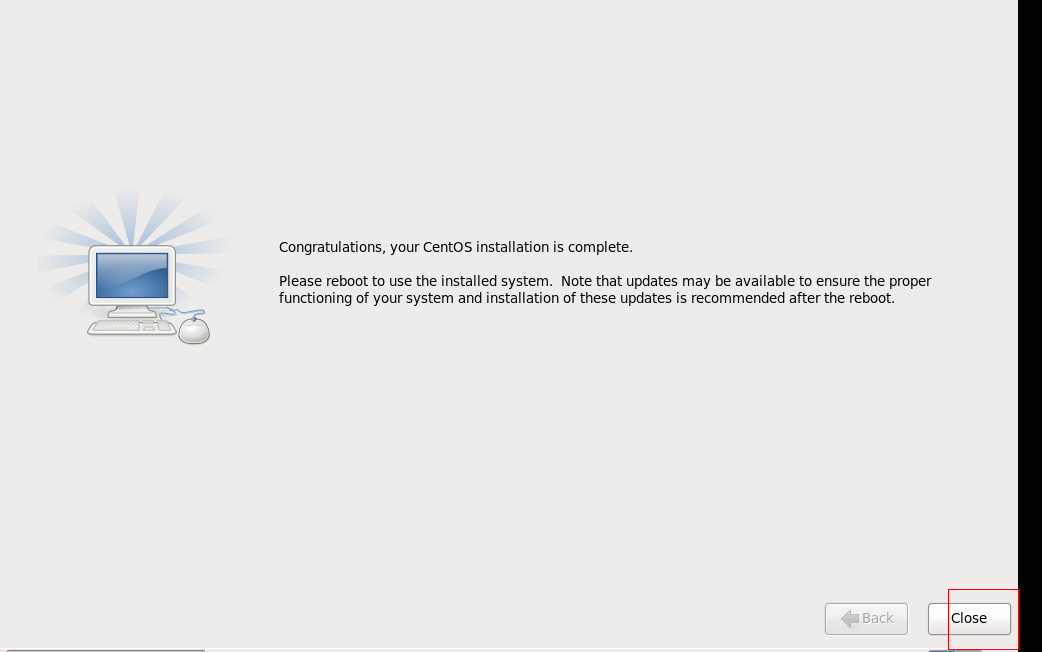 Congratulations, your CentOS installation is complete.
Please reboot to use the installed system.  Note that updates may be available to ensure the proper
functioning of your system and installation of these updates is recommended after the reboot.
Back
Close